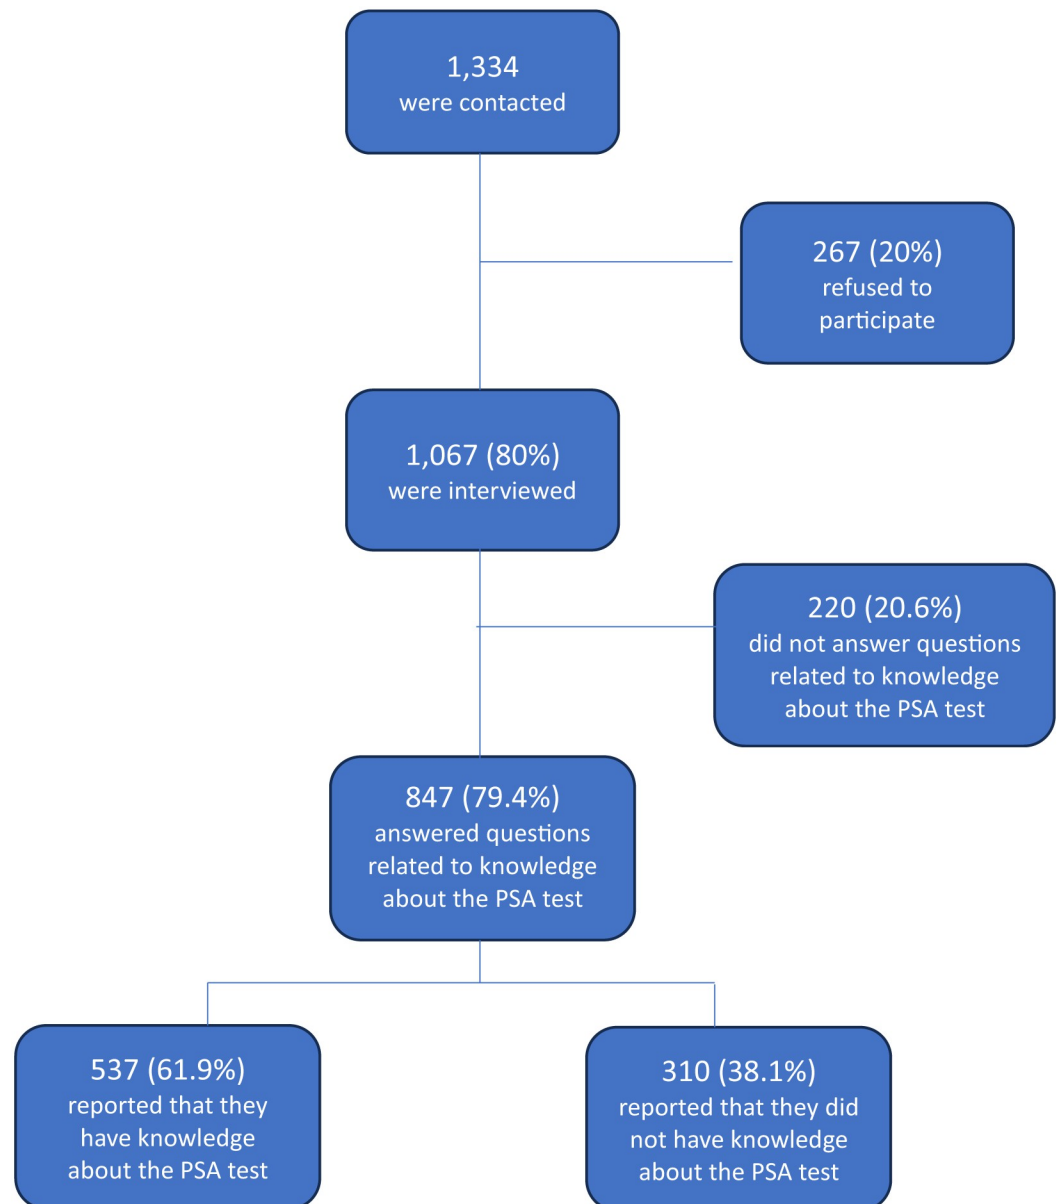 1,334
were contacted
267 (20%)
refused to
participate
1,067 (80%)
were interviewed
220 (20.6%)
did not answer questions
related to knowledge
about the PSA test
847 (79.4%)
answered questions
related to knowledge
about the PSA test
537 (61.9%)
reported that they
have knowledge
about the PSA test
310 (38.1%)
reported that they did
not have knowledge
about the PSA test